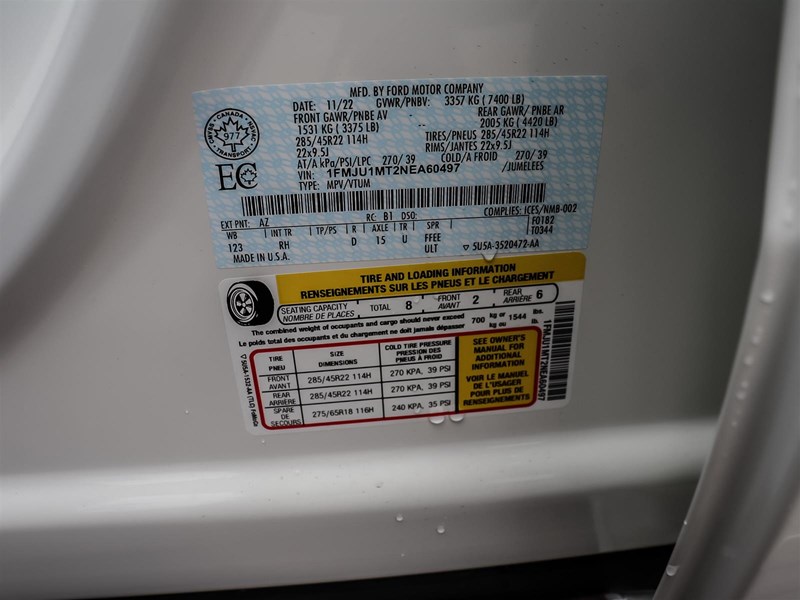 MFD. BY FORD MOTOR COMPANY
DATE: 11/22 GVWR/PNBV: 3357 KG ( 7400 LB)
FRONT GAWR/PNBE AV REAR GAWR/ PNBE AR
1531 KG ( 3375 LB) 2005 KG ( 4420 LB)
285/45R22 114H TIRES/PNEUS 285/45R22 114H
22x9.5J RIMS/JANTES 22x9.5J
AT/A kPa/PSI/LPC 270/ 39 COLD/A FROID 270/ 39
VIN: 1FMJU1MT2NEA60497 /JUMELEES
TYPE: MPV/VTUM
CANADA
977
TRANSPORT
EC
COMPLIES: ICES/NMB-002
EXT PNT: AZ RC: B1 DSO: F0182
WB INT TR TP/PS R AXLE TR SPR T0344
123 RH D 15 U FFEE
ULT 5U5A-3520472-AA
MADE IN U.S.A.
TIRE AND LOADING INFORMATION
RENSEIGNEMENTS SUR LES PNEUS ET LE CHARGEMENT
SEATING CAPACITY TOTAL 8 FRONT 2 REAR 6
NOMBRE DE PLACES AVANT ARRIÈRE
The combined weight of occupants and cargo should never exceed 700 kg or 1544 lbs.
Le poids total des occupants et du chargement ne doit jamais dépasser kg ou lb.
TIRE SIZE COLD TIRE PRESSURE
PNEU DIMENSIONS PRESSION DES PNEUS À FROID
FRONT AVANT 285/45R22 114H 270 KPA, 39 PSI
REAR ARRIÈRE 285/45R22 114H 270 KPA, 39 PSI
SPARE DE SECOURS 275/65R18 116H 240 KPA, 35 PSI
SEE OWNER'S
MANUAL FOR
ADDITIONAL
INFORMATION
VOIR LE MANUEL
DE L'USAGER
POUR PLUS DE
RENSEIGNEMENTS
1FMJU1MT2NEA60497